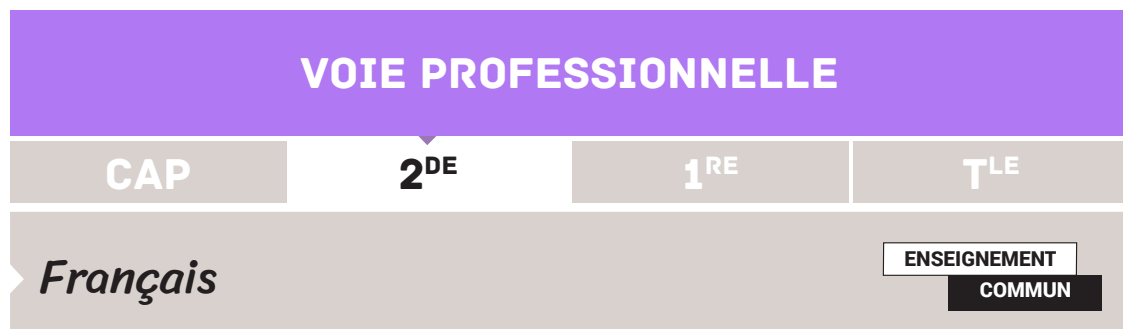 VOIE PROFESSIONNELLE
CAP 2DE 1RE TLE
Français
ENSEIGNEMENT
COMMUN